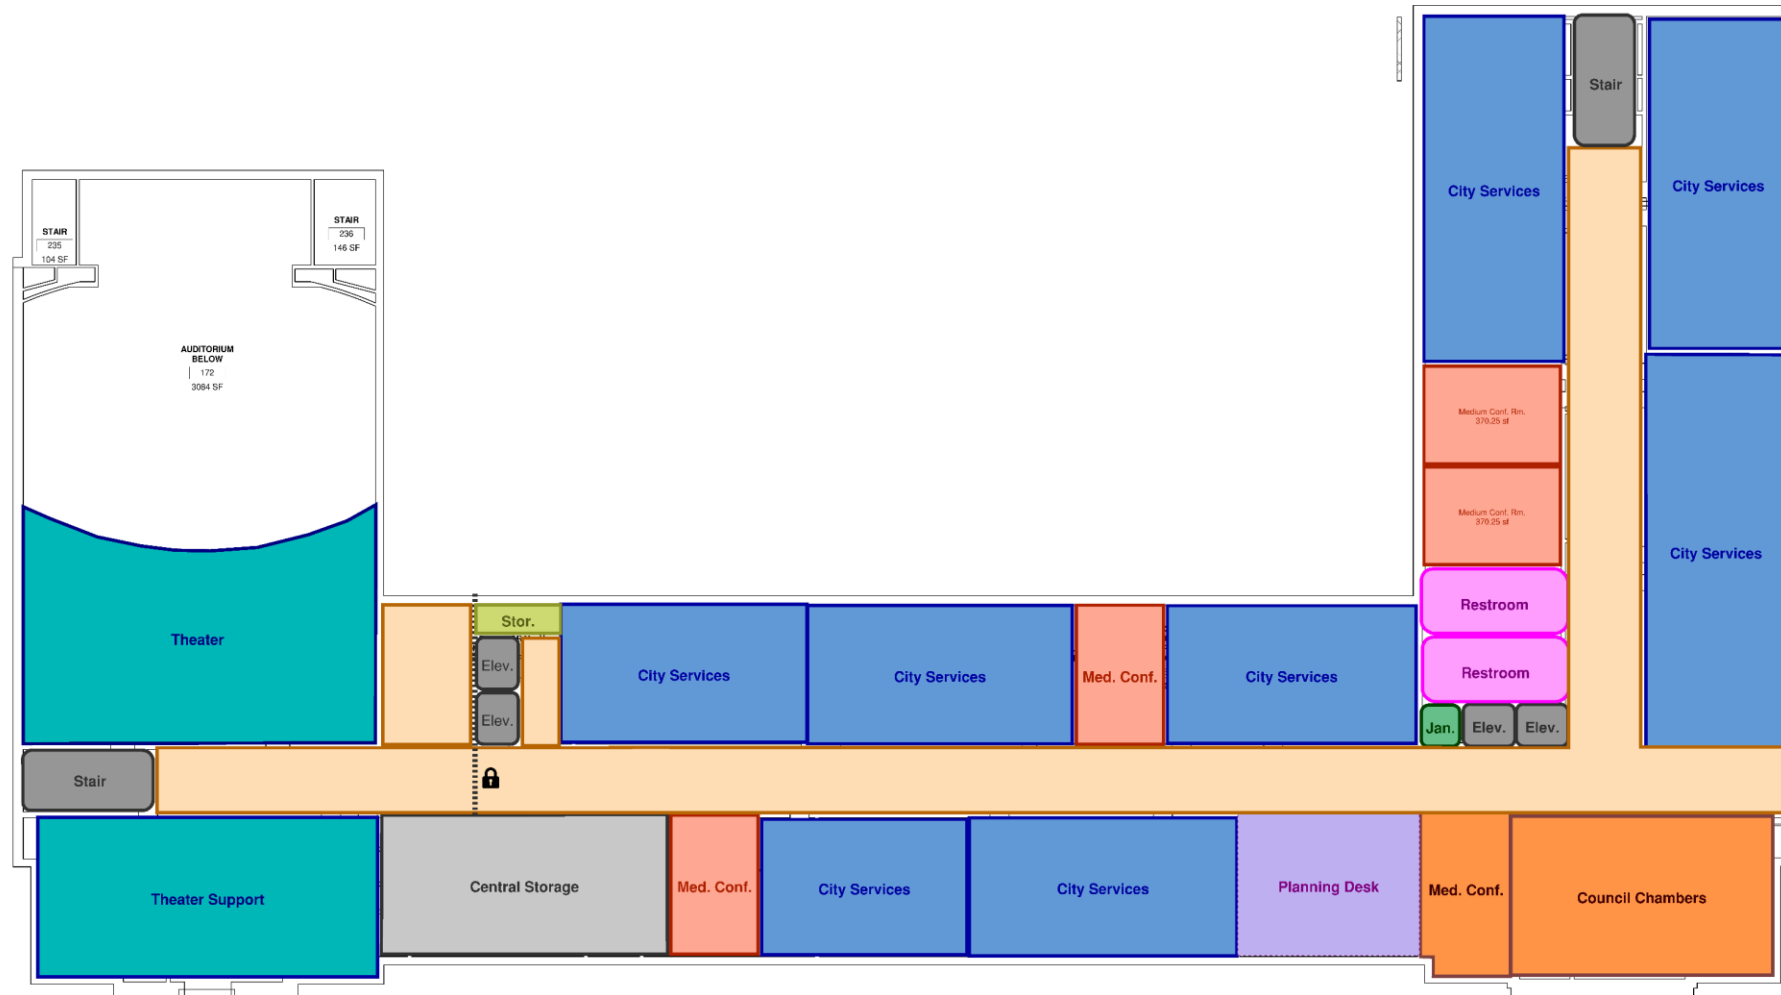 Stair
City Services
City Services
STAIR
235
104 SF
STAIR
236
146 SF
AUDITORIUM
BELOW
172
3084 SF
Medium Conf. Rm.
370.25 sf
Medium Conf. Rm.
370.25 sf
City Services
Restroom
Stor.
Theater
Elev.
City Services
City Services
Med. Conf.
City Services
Restroom
Elev.
Jan.
Elev.
Elev.
Stair
Theater Support
Central Storage
Med. Conf.
City Services
City Services
Planning Desk
Med. Conf.
Council Chambers